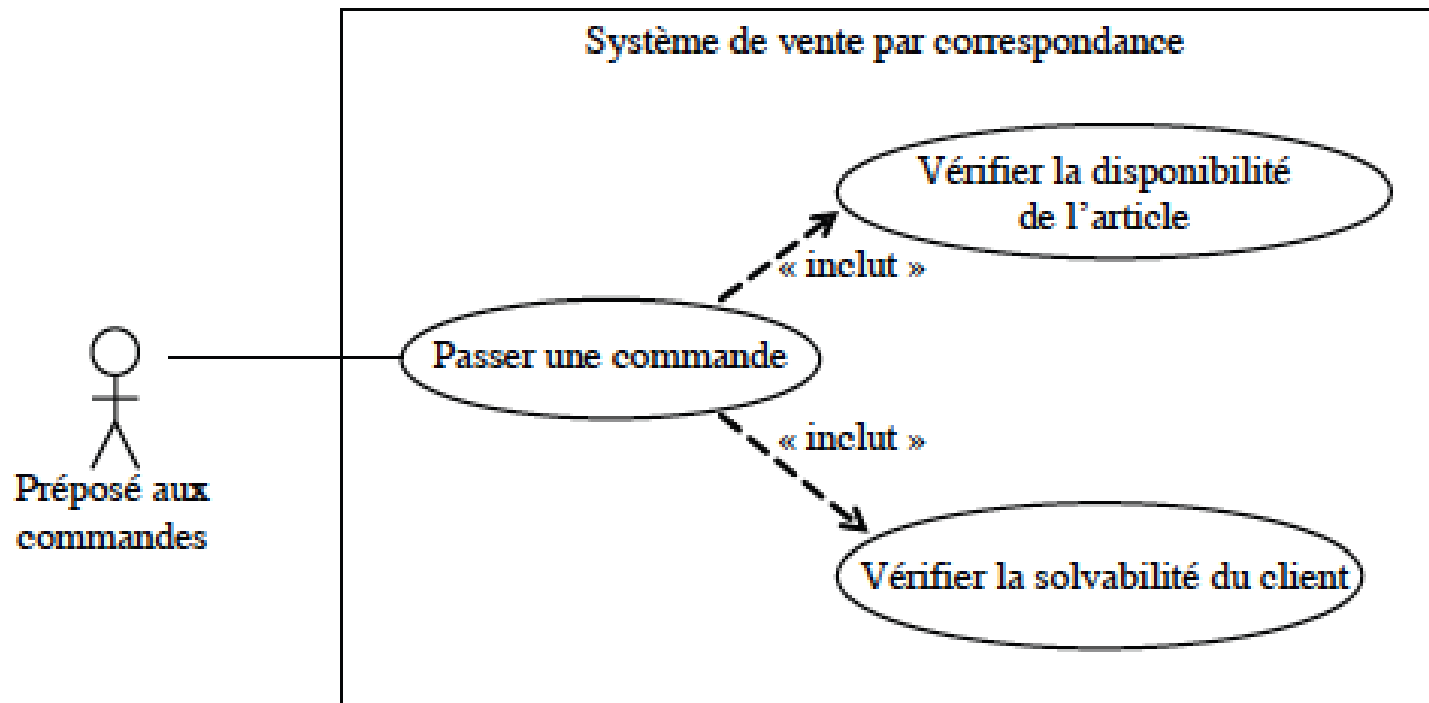 Système de vente par correspondance
Vérifier la disponibilité
de l’article
« inclut »
Passer une commande
« inclut »
Préposé aux
commandes
Vérifier la solvabilité du client